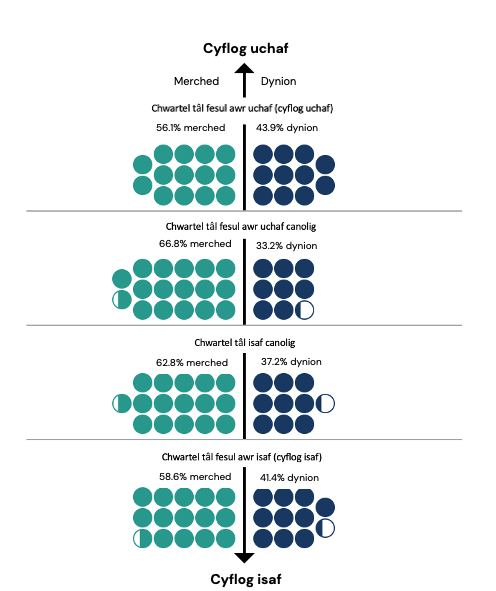 Cyflog uchaf
Merched Dynion
Chwartel tâl fesul awr uchaf (cyflog uchaf)
56.1% merched 43.9% dynion
Chwartel tâl fesul awr uchaf canolig
66.8% merched 33.2% dynion
Chwartel tâl isaf canolig
62.8% merched 37.2% dynion
Chwartel tâl fesul awr isaf (cyflog isaf)
58.6% merched 41.4% dynion
Cyflog isaf